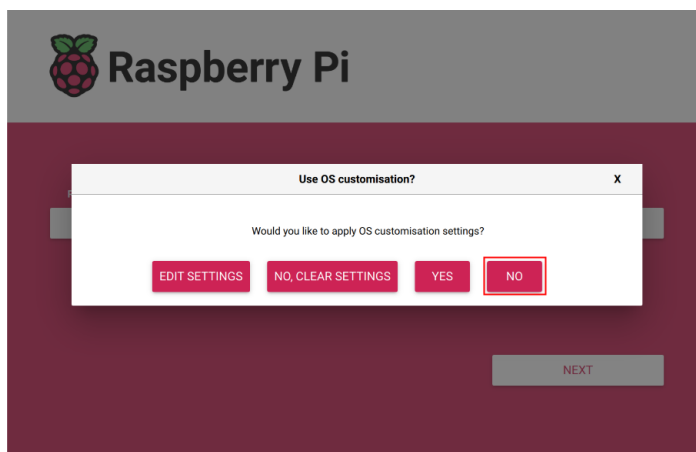 Raspberry Pi
Use OS customisation?
X
Would you like to apply OS customisation settings?
EDIT SETTINGS
NO, CLEAR SETTINGS
YES
NO
NEXT